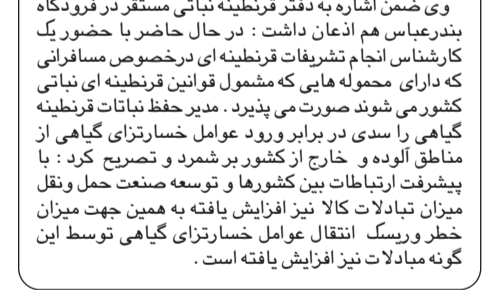 وی ضمن اشاره به دفتر قرنطینه نباتی مستقر در فرودگاه
بندرعباس هم اذعان داشت : در حال حاضر با حضور یک
کارشناس انجام تشریفات قرنطینه ای درخصوص مسافرانی
که دارای محموله هایی که مشمول قوانین قرنطینه ای نباتی
کشور می شوند صورت می پذیرد . مدیر حفظ نباتات قرنطینه
گیاهی را سدی در برابر ورود عوامل خسارتزای گیاهی از
مناطق آلوده و خارج از کشور بر شمرد و تصریح کرد : با
پیشرفت ارتباطات بین کشورها و توسعه صنعت حمل ونقل
میزان تبادلات کالا نیز افزایش یافته به همین جهت میزان
خطر وریسک انتقال عوامل خسارتزای گیاهی توسط این
گونه مبادلات نیز افزایش یافته است .